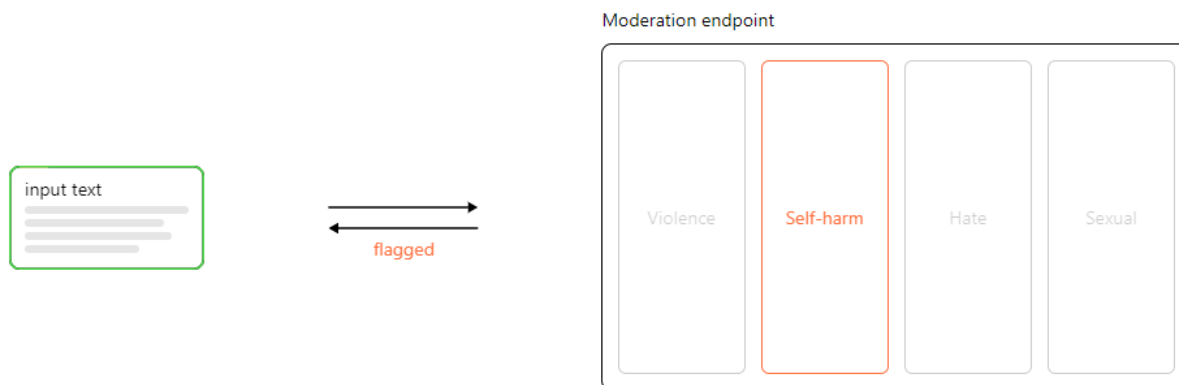 Moderation endpoint
input text
flagged
Violence
Self-harm
Hate
Sexual